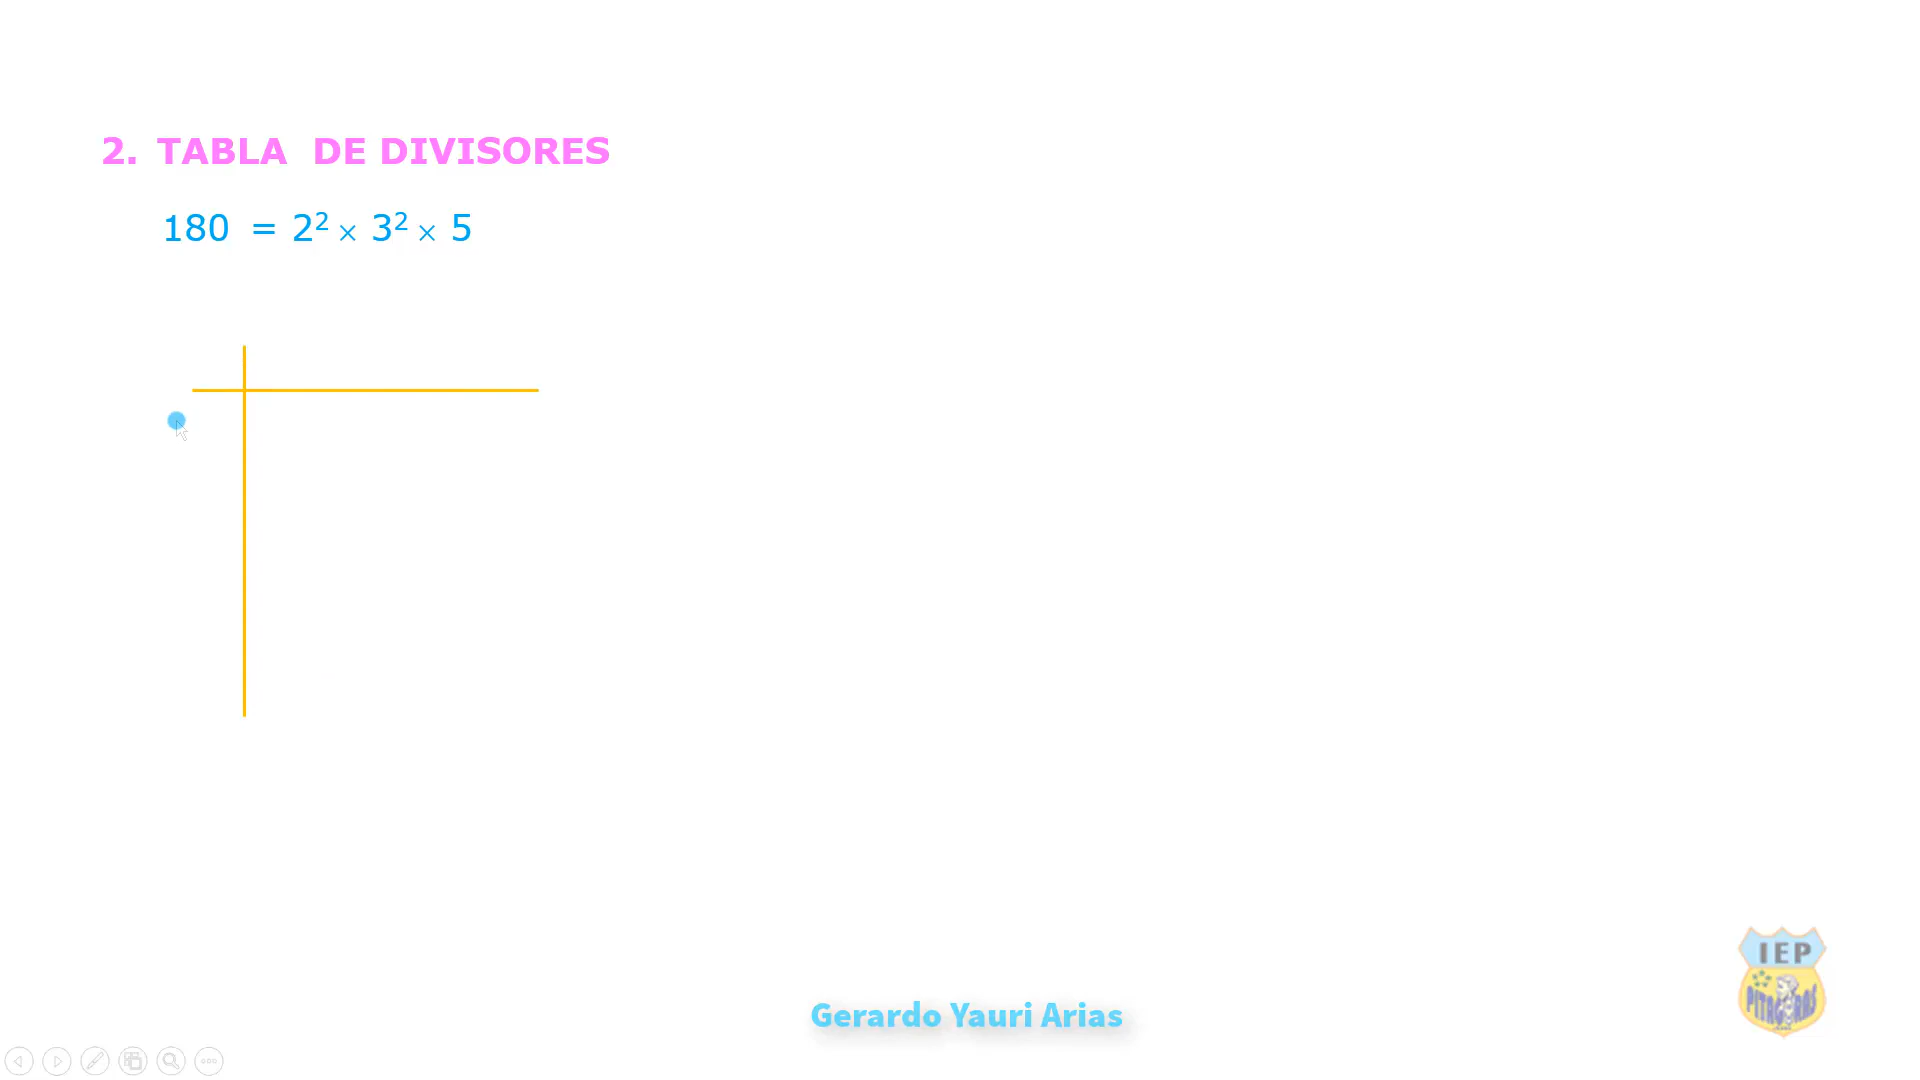 2. TABLA DE DIVISORES
180 = 2² × 3² × 5
IEP
PITAGORAS
Gerardo Yauri Arias